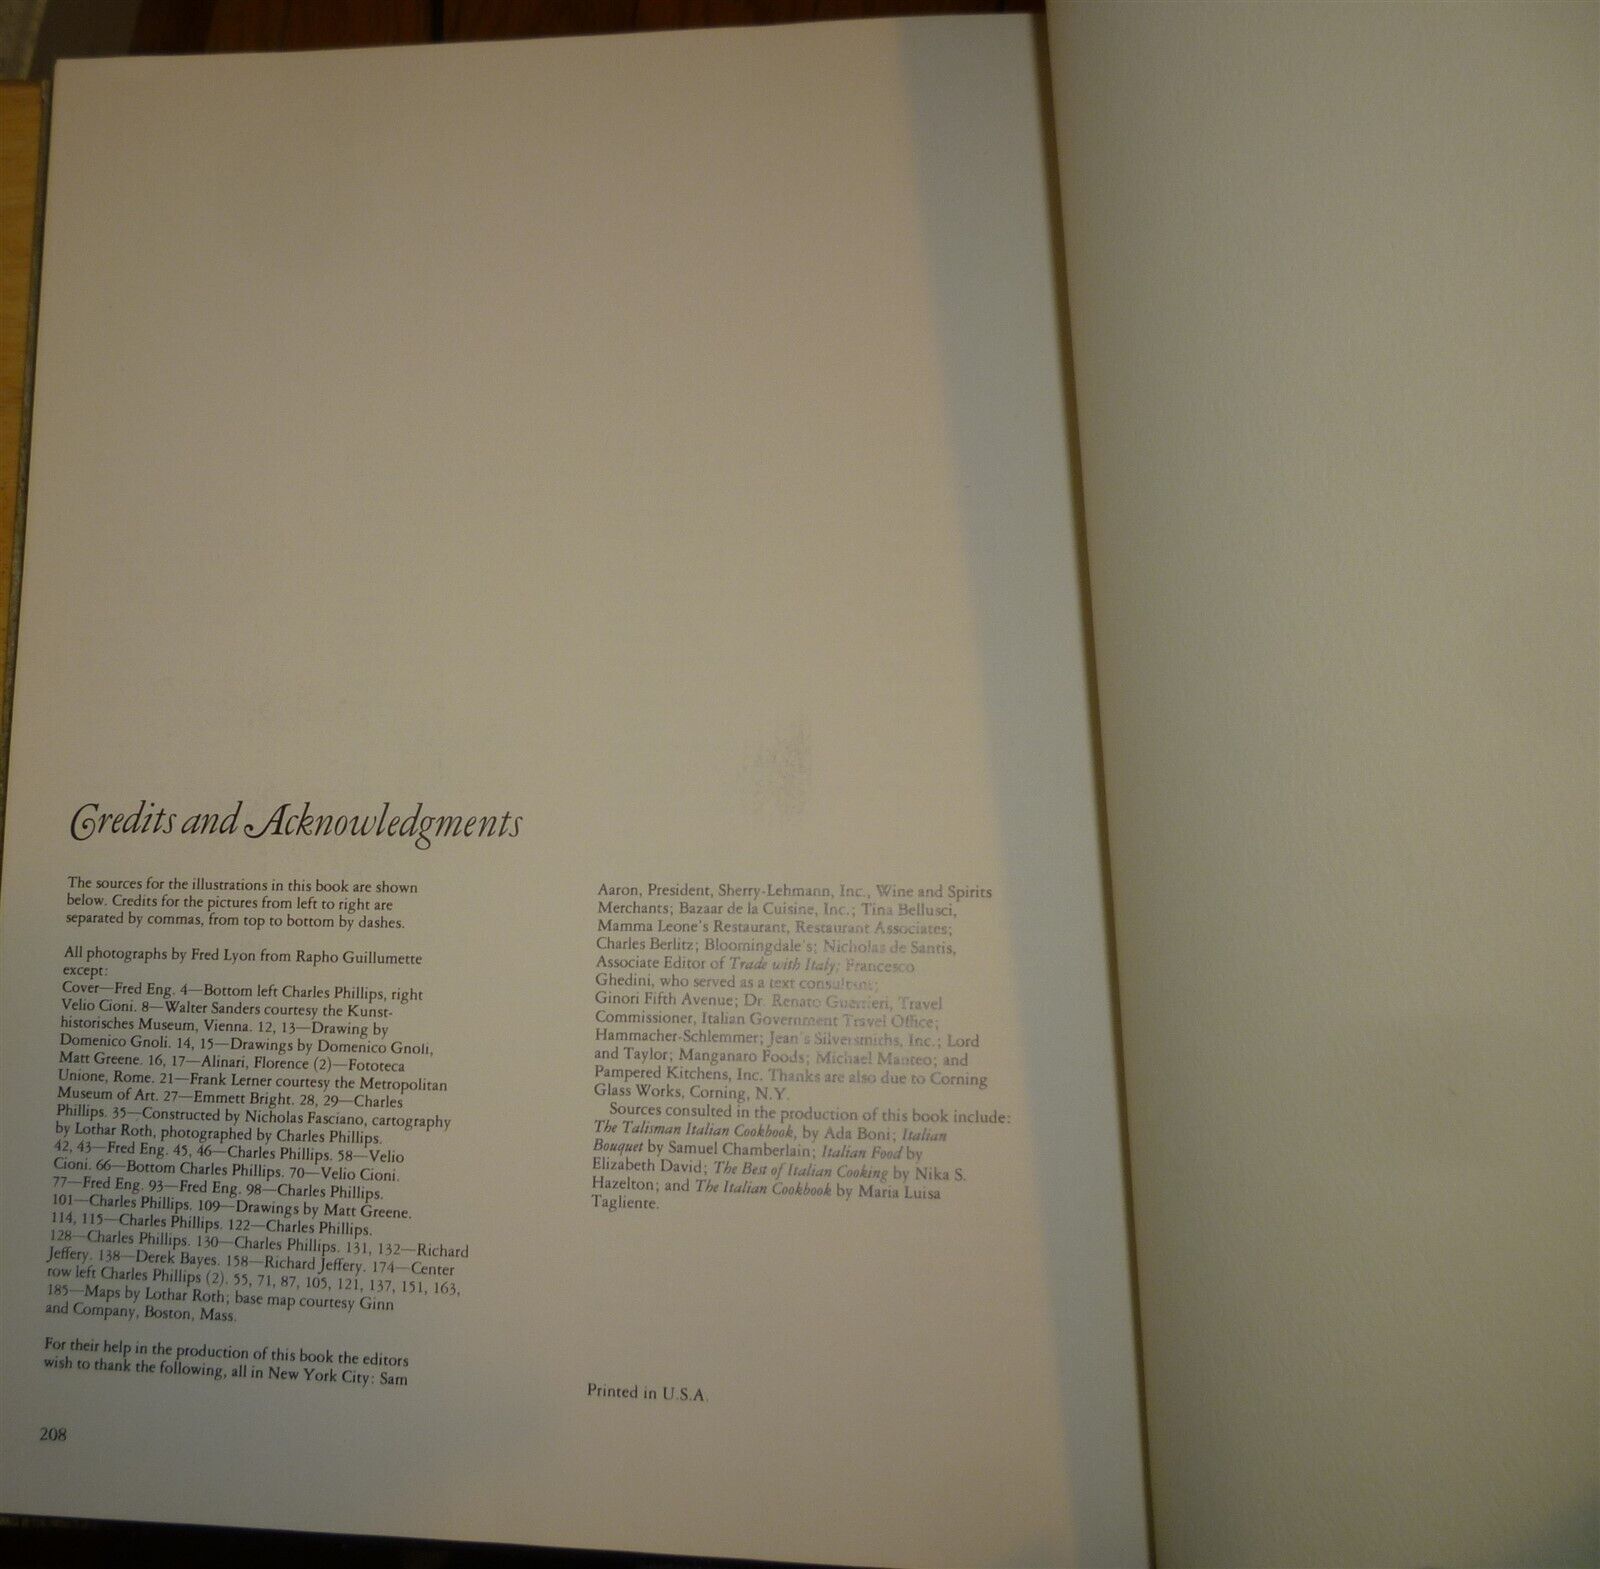 Credits and Acknowledgments
The sources for the illustrations in this book are shown
below. Credits for the pictures from left to right are
separated by commas, from top to bottom by dashes.
All photographs by Fred Lyon from Rapho Guillumette
except:
Cover—Fred Eng. 4—Bottom left Charles Phillips, right
Velio Cioni. 8—Walter Sanders courtesy the Kunst-
historisches Museum, Vienna. 12, 13—Drawing by
Domenico Gnoli. 14, 15—Drawings by Domenico Gnoli,
Matt Greene. 16, 17—Alinari, Florence (2)—Fototeca
Unione, Rome. 21—Frank Lerner courtesy the Metropolitan
Museum of Art. 27—Emmett Bright. 28, 29—Charles
Phillips. 35—Constructed by Nicholas Fasciano, cartography
by Lothar Roth, photographed by Charles Phillips.
42, 43—Fred Eng. 45, 46—Charles Phillips. 58—Velio
Cioni. 66—Bottom Charles Phillips. 70—Velio Cioni.
77—Fred Eng. 93—Fred Eng. 98—Charles Phillips.
101—Charles Phillips. 109—Drawings by Matt Greene.
114, 115—Charles Phillips. 122—Charles Phillips.
128—Charles Phillips. 130—Charles Phillips. 131, 132—Richard
Jeffery. 138—Derek Bayes. 158—Richard Jeffery. 174—Center
row left Charles Phillips (2). 55, 71, 87, 105, 121, 137, 151, 163,
185—Maps by Lothar Roth; base map courtesy Ginn
and Company, Boston, Mass.
For their help in the production of this book the editors
wish to thank the following, all in New York City: Sam
208
Aaron, President, Sherry-Lehmann, Inc., Wine and Spirits
Merchants; Bazaar de la Cuisine, Inc.; Tina Bellusci,
Mamma Leone's Restaurant, Restaurant Associates;
Charles Berlitz; Bloomingdale's; Nicholas de Santis,
Associate Editor of Trade with Italy; Francesco
Ghedini, who served as a text consultant;
Ginori Fifth Avenue; Dr. Renato Guerrieri, Travel
Commissioner, Italian Government Travel Office;
Hammacher-Schlemmer; Jean's Silversmiths, Inc.; Lord
and Taylor; Manganaro Foods; Michael Manteo; and
Pampered Kitchens, Inc. Thanks are also due to Corning
Glass Works, Corning, N.Y.
Sources consulted in the production of this book include:
The Talisman Italian Cookbook, by Ada Boni; Italian
Bouquet by Samuel Chamberlain; Italian Food by
Elizabeth David; The Best of Italian Cooking by Nika S.
Hazelton; and The Italian Cookbook by Maria Luisa
Tagliente.
Printed in U.S.A.